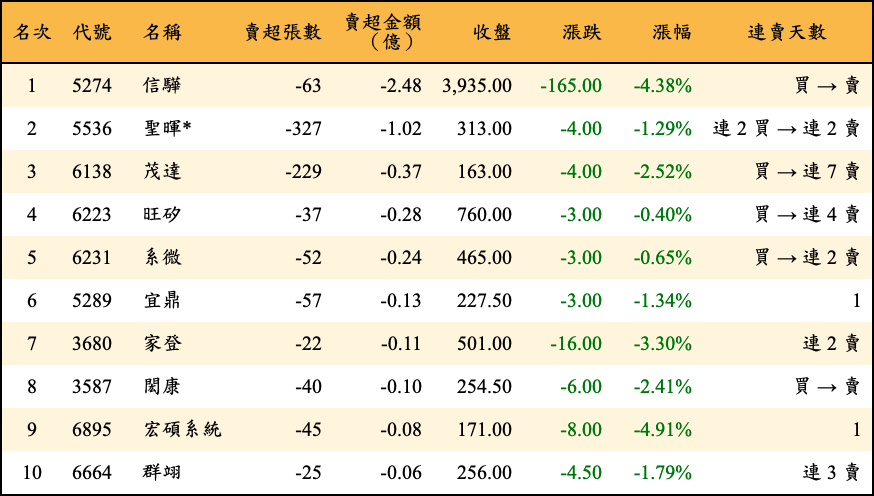 名次 代號 名稱 賣超張數 賣超金額（億） 收盤 漲跌 漲幅 連賣天數
1 5274 信驊 -63 -2.48 3,935.00 -165.00 -4.38% 買 → 賣
2 5536 聖暉* -327 -1.02 313.00 -4.00 -1.29% 連 2 買 → 連 2 賣
3 6138 茂達 -229 -0.37 163.00 -4.00 -2.52% 買 → 連 7 賣
4 6223 旺矽 -37 -0.28 760.00 -3.00 -0.40% 買 → 連 4 賣
5 6231 系微 -52 -0.24 465.00 -3.00 -0.65% 買 → 連 2 賣
6 5289 宜鼎 -57 -0.13 227.50 -3.00 -1.34% 1
7 3680 家登 -22 -0.11 501.00 -16.00 -3.30% 連 2 賣
8 3587 閎康 -40 -0.10 254.50 -6.00 -2.41% 買 → 賣
9 6895 宏碩系統 -45 -0.08 171.00 -8.00 -4.91% 1
10 6664 群翊 -25 -0.06 256.00 -4.50 -1.79% 連 3 賣